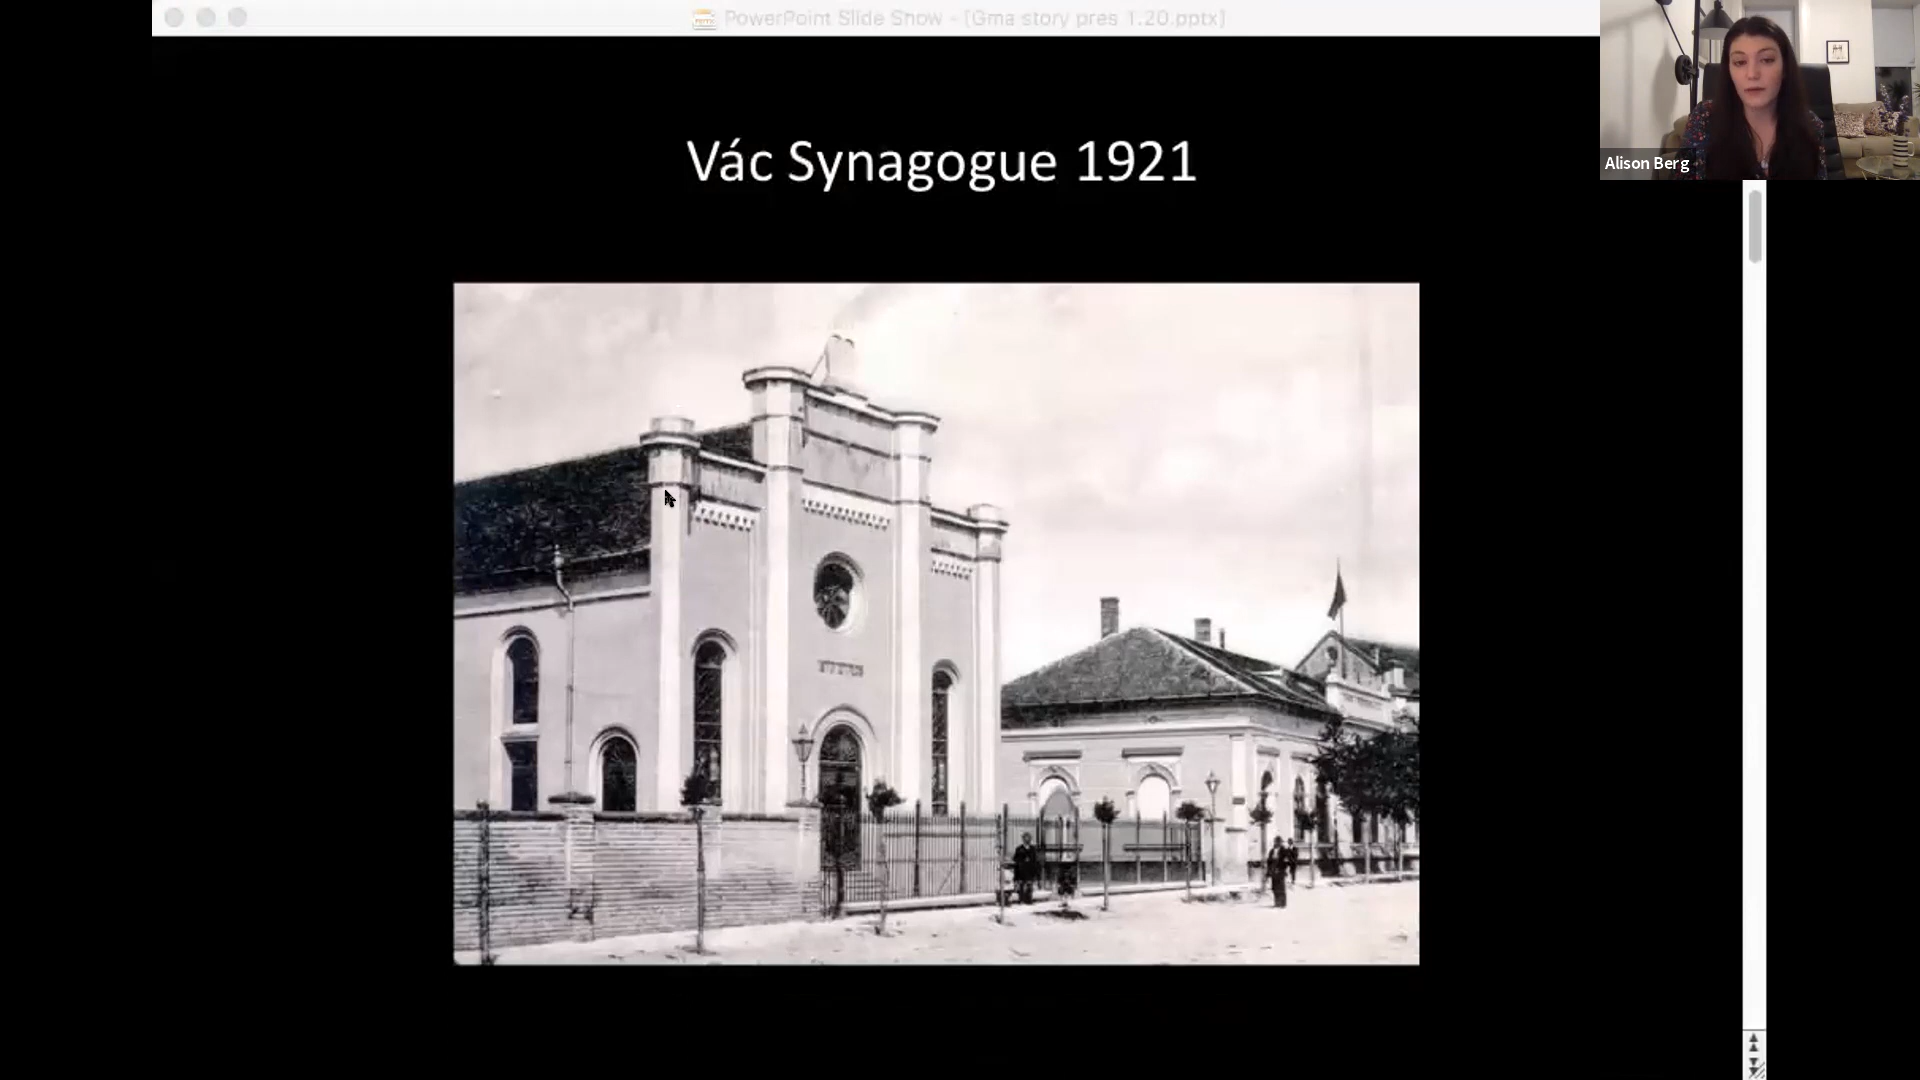 PowerPoint Slide Show - [Gma story pres 1.20.pptx]
Alison Berg
Vác Synagogue 1921